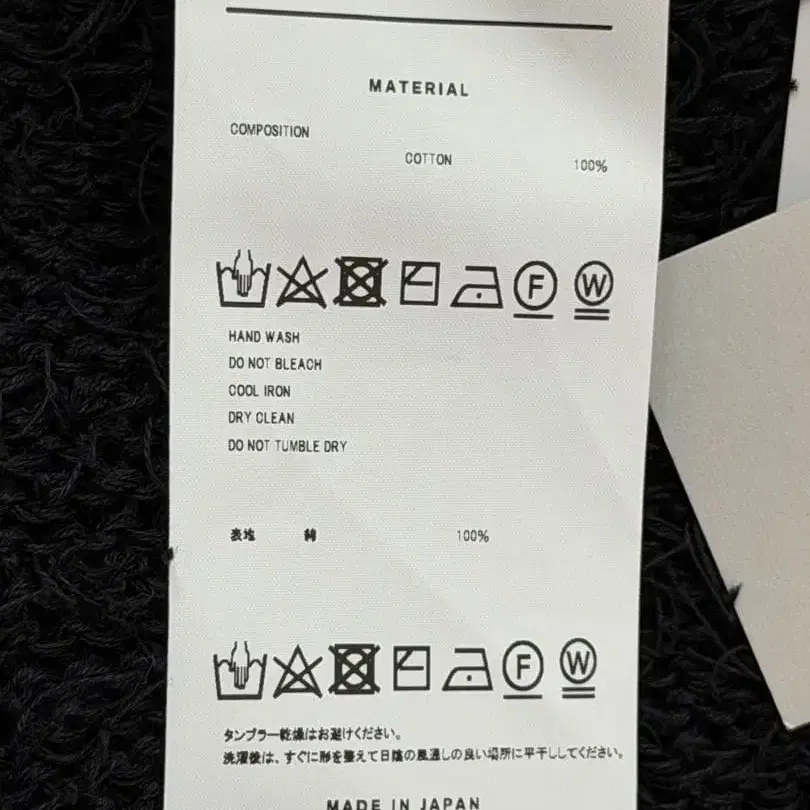 MATERIAL
COMPOSITION
COTTON 100%
F W
HAND WASH
DO NOT BLEACH
COOL IRON
DRY CLEAN
DO NOT TUMBLE DRY
表地 綿 100%
F W
タンブラー乾燥はお避けください。
洗濯後は、すぐに形を整えて日陰の風通しの良い場所に平干ししてください。
MADE IN JAPAN